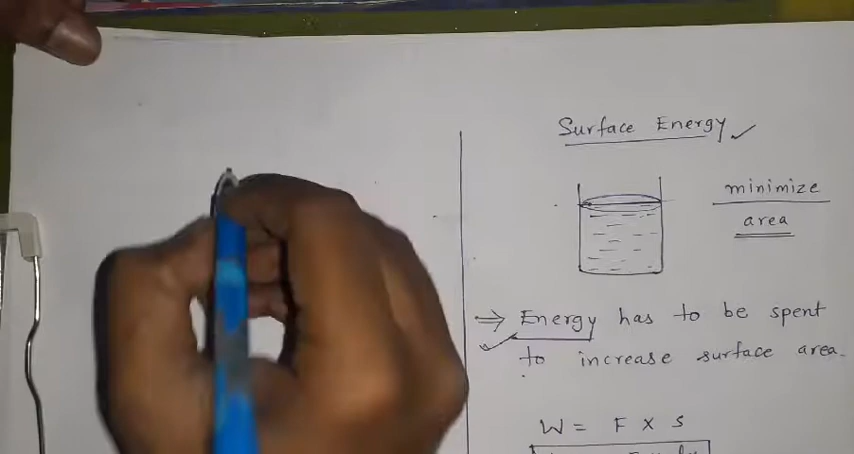 Surface Energy
minimize
area
⇒ Energy has to be spent
to increase surface area.
W = F × S